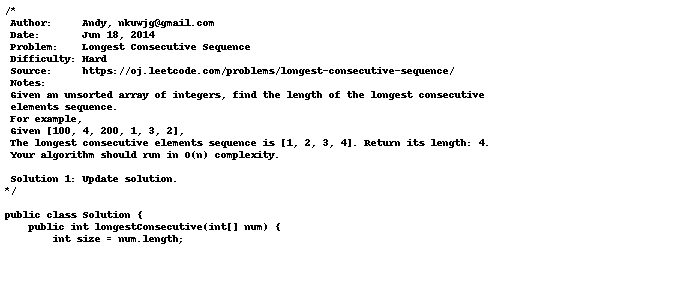 /*
 Author:     Andy, nkuwjg@gmail.com
 Date:       Jun 18, 2014
 Problem:    Longest Consecutive Sequence
 Difficulty: Hard
 Source:     https://oj.leetcode.com/problems/longest-consecutive-sequence/
 Notes:
 Given an unsorted array of integers, find the length of the longest consecutive
 elements sequence.
 For example,
 Given [100, 4, 200, 1, 3, 2],
 The longest consecutive elements sequence is [1, 2, 3, 4]. Return its length: 4.
 Your algorithm should run in O(n) complexity.

 Solution 1: Update solution.
*/

public class Solution {
    public int longestConsecutive(int[] num) {
        int size = num.length;